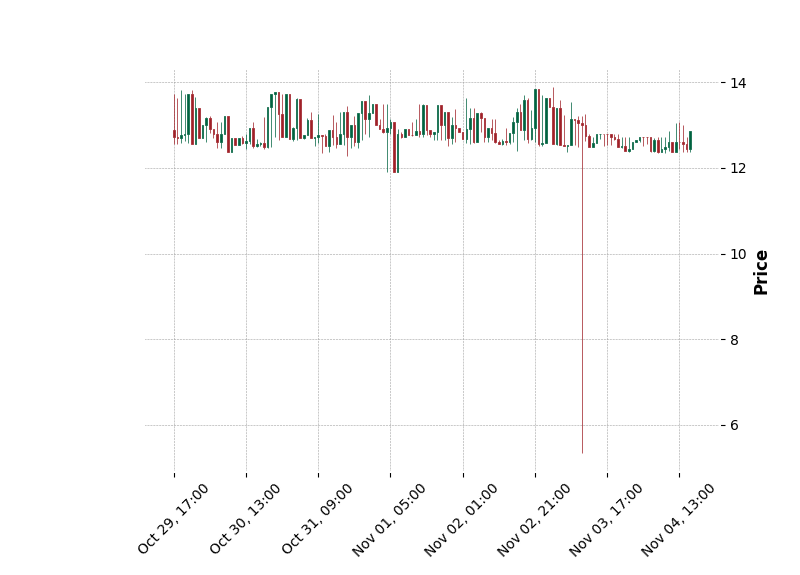 14
12
10
8
6
Price
Oct 29, 17:00
Oct 30, 13:00
Oct 31, 09:00
Nov 01, 05:00
Nov 02, 01:00
Nov 02, 21:00
Nov 03, 17:00
Nov 04, 13:00